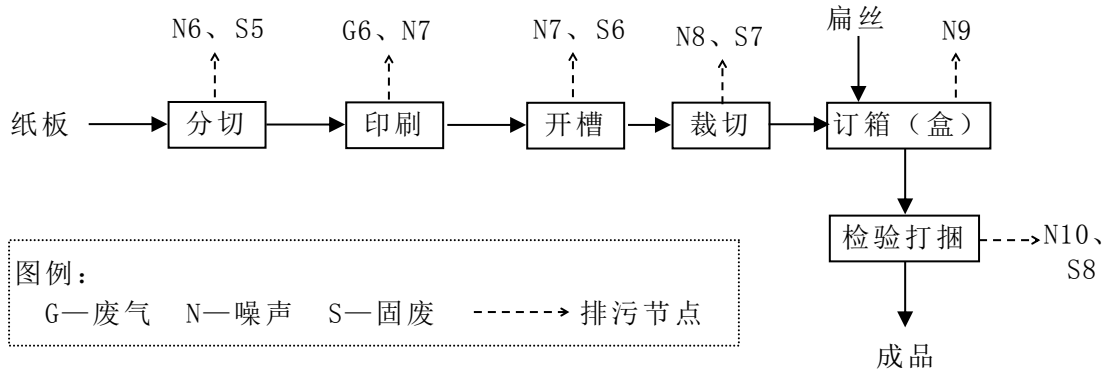 扁丝
N6、S5
G6、N7
N7、S6
N8、S7
N9
纸板
分切
印刷
开槽
裁切
订箱（盒）
检验打捆
N10、
S8
图例：
G—废气 N—噪声 S—固废 排污节点
成品